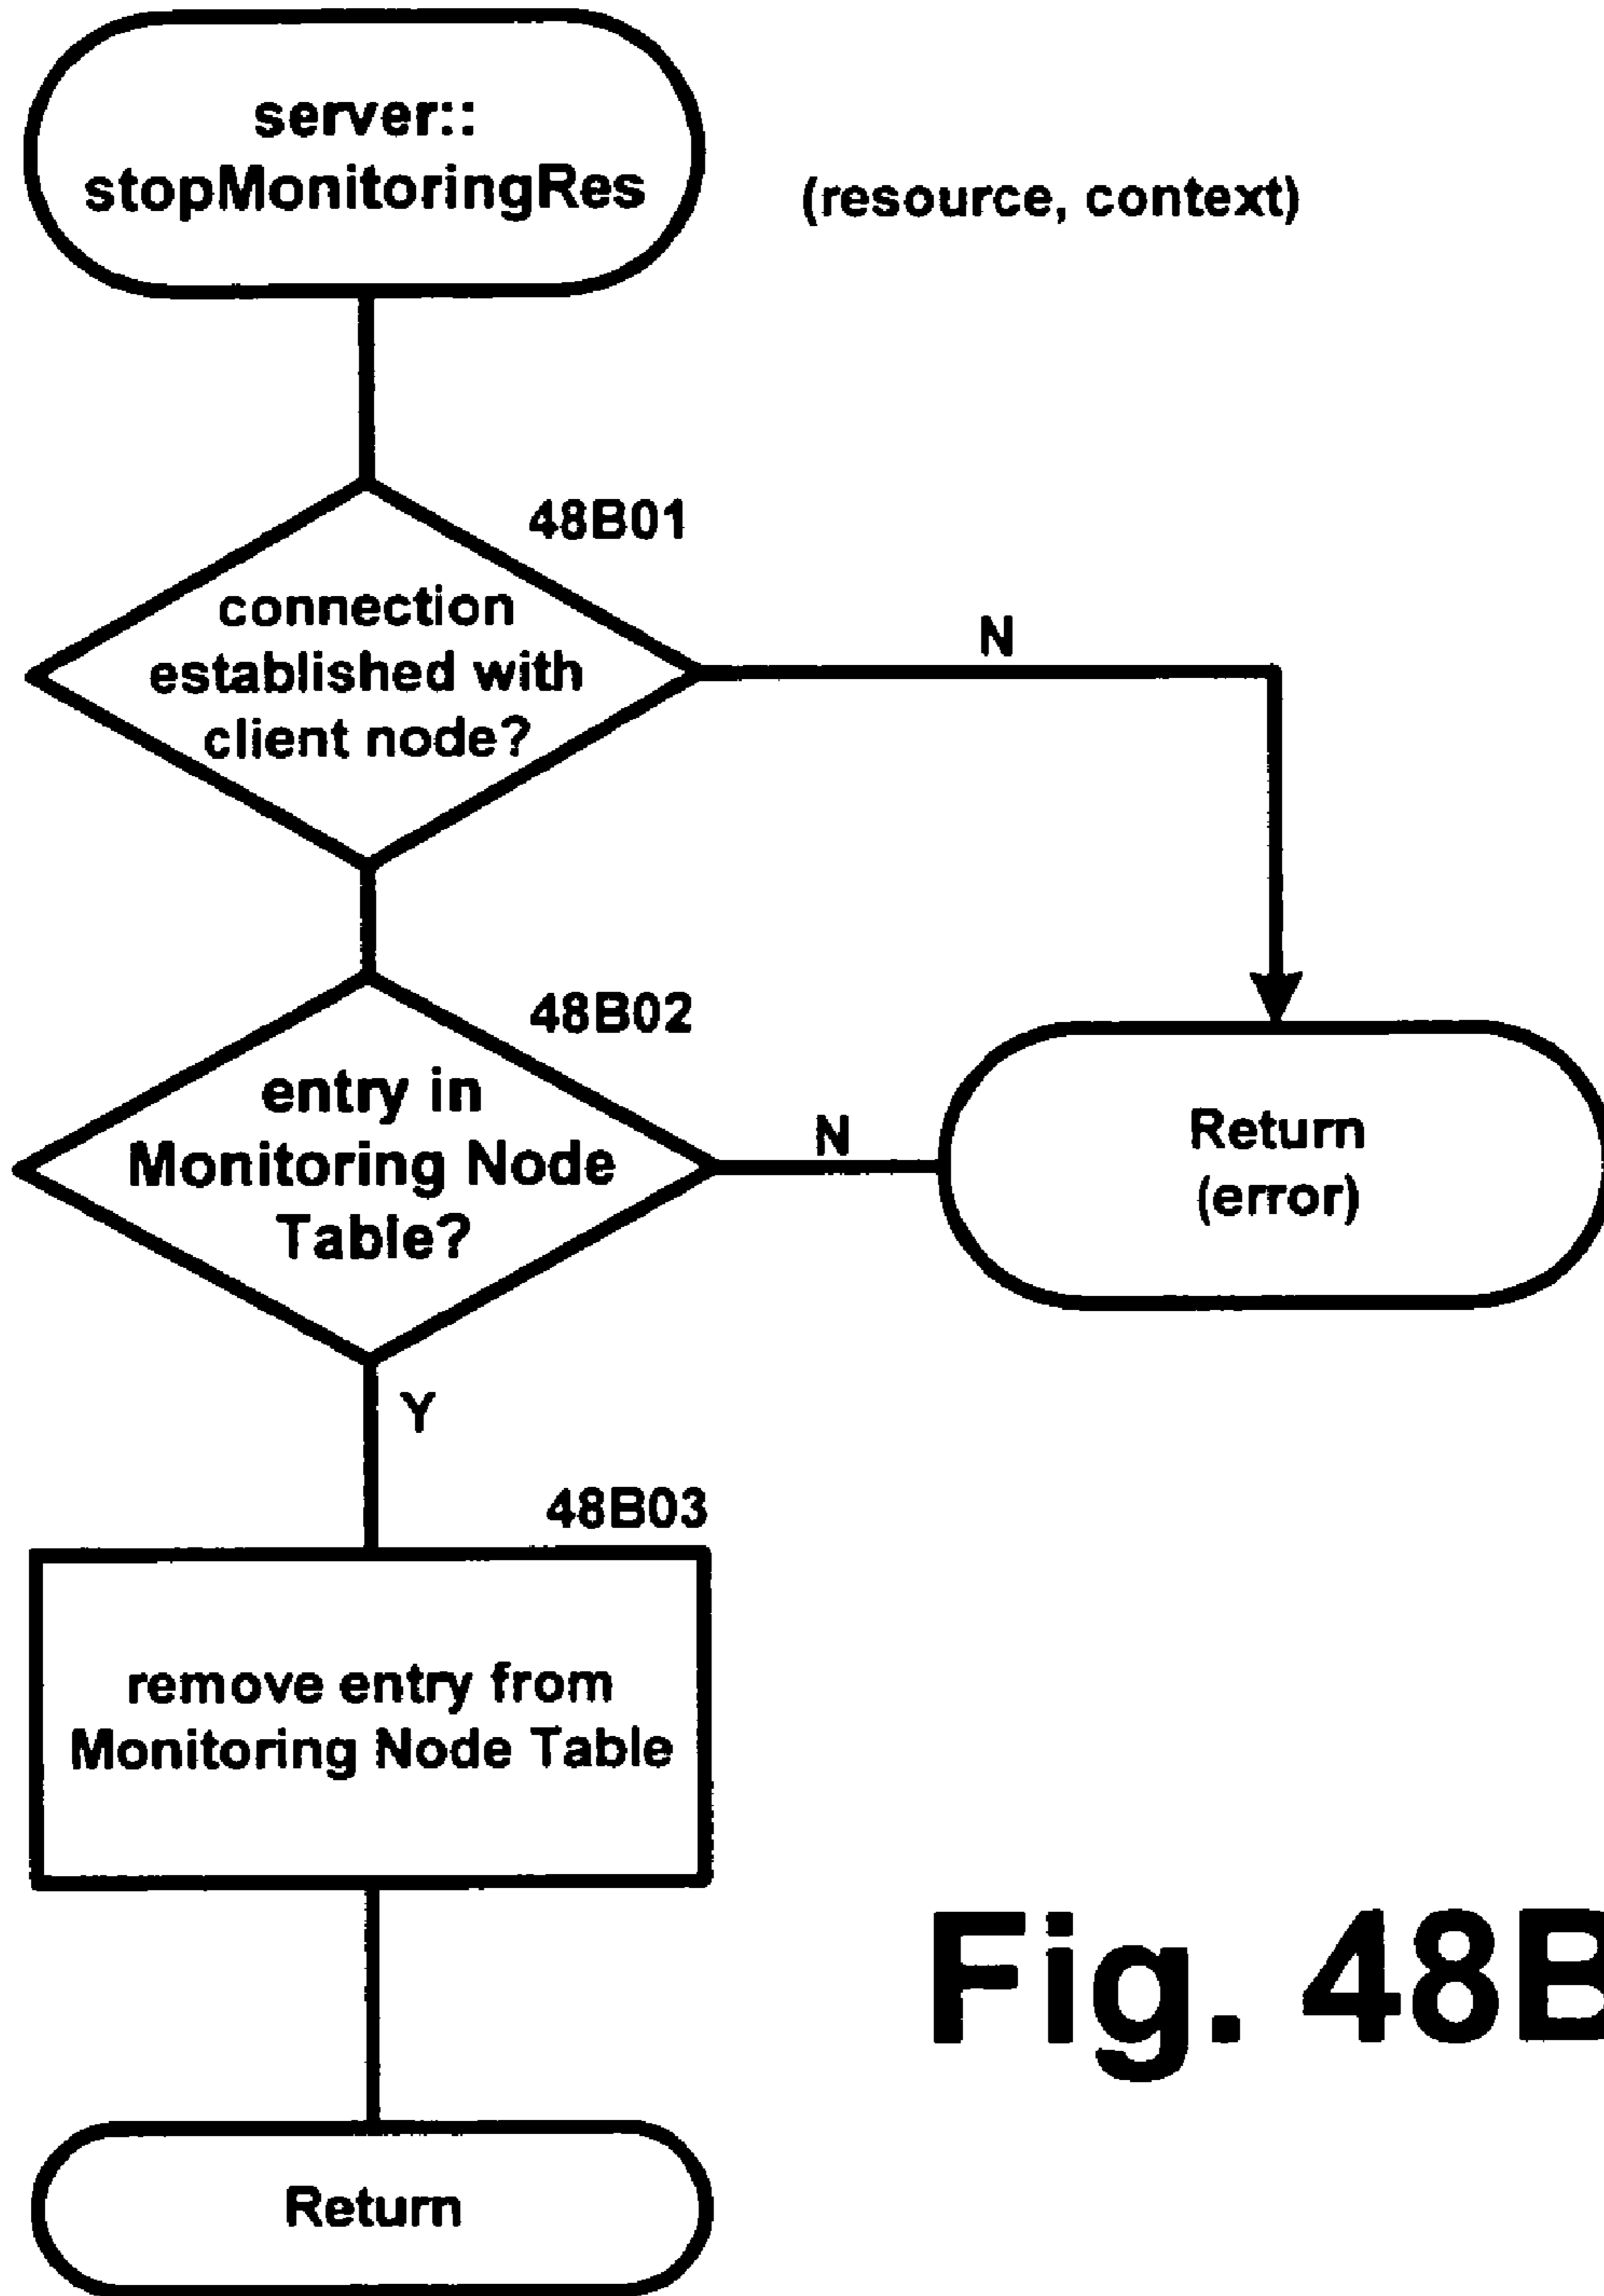 server::
stopMonitoringRes
(resource, context)
48B01
connection
established with
client node?
N
48B02
entry in
Monitoring Node
Table?
N
Return
(error)
Y
48B03
remove entry from
Monitoring Node Table
Fig. 48B
Return